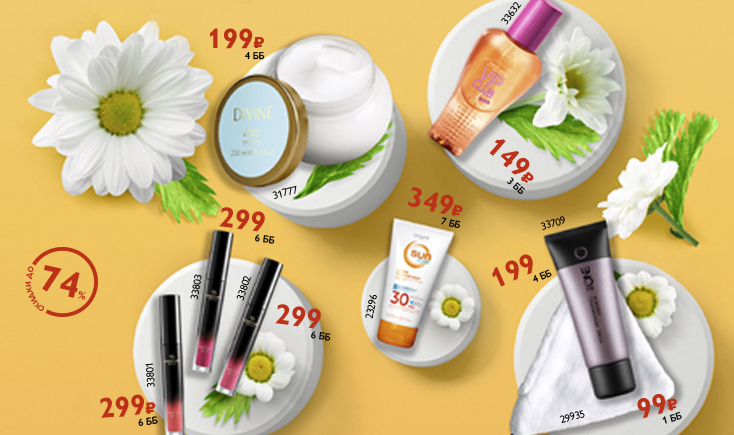 199₽
4 ББ
33632
DIVINE
31777
149₽
3 ББ
299
6 ББ
349₽
7 ББ
33709
199
4 ББ
СКИДКИ ДО
74%
33803
33802
299
6 ББ
SUN
30
23296
33801
299₽
6 ББ
29935
99₽
1 ББ